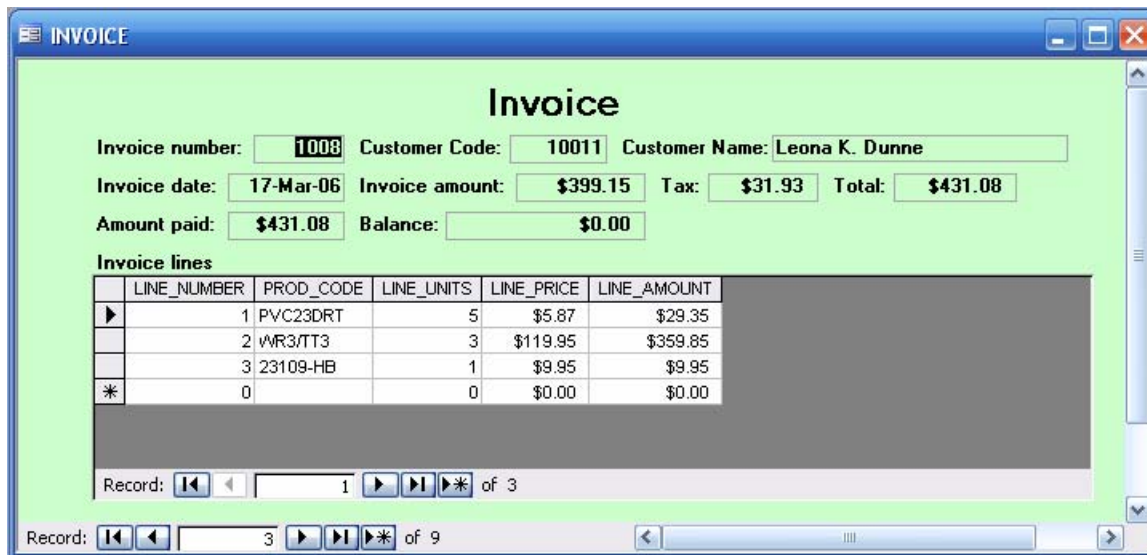 INVOICE
Invoice
Invoice number: 1008 Customer Code: 10011 Customer Name: Leona K. Dunne
Invoice date: 17-Mar-06 Invoice amount: $399.15 Tax: $31.93 Total: $431.08
Amount paid: $431.08 Balance: $0.00
Invoice lines
LINE_NUMBER PROD_CODE LINE_UNITS LINE_PRICE LINE_AMOUNT
1 PVC23DRT 5 $5.87 $29.35
2 WR3/TT3 3 $119.95 $359.85
3 23109-HB 1 $9.95 $9.95
0 0 $0.00 $0.00
Record: 1 of 3
Record: 3 of 9